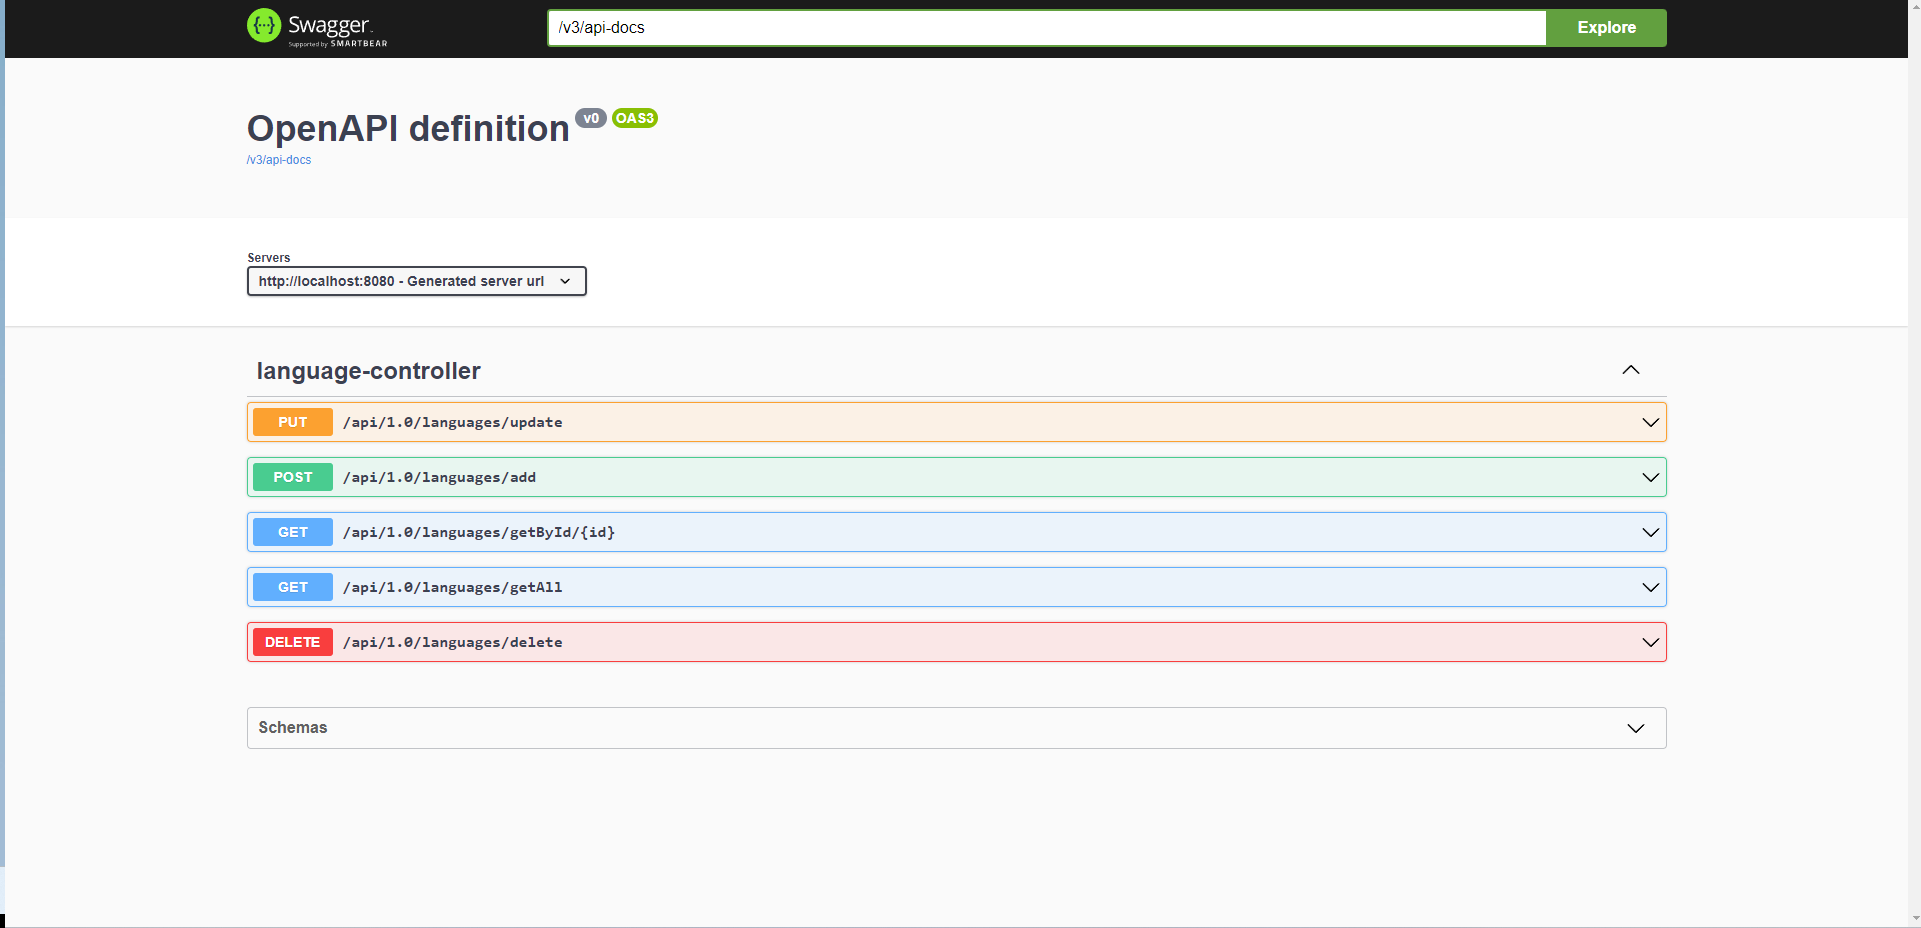 Swagger
Supported by SMARTBEAR
/v3/api-docs
Explore
OpenAPI definition v0 OAS3
/v3/api-docs
Servers
http://localhost:8080 - Generated server url
language-controller
PUT /api/1.0/languages/update
POST /api/1.0/languages/add
GET /api/1.0/languages/getById/{id}
GET /api/1.0/languages/getAll
DELETE /api/1.0/languages/delete
Schemas